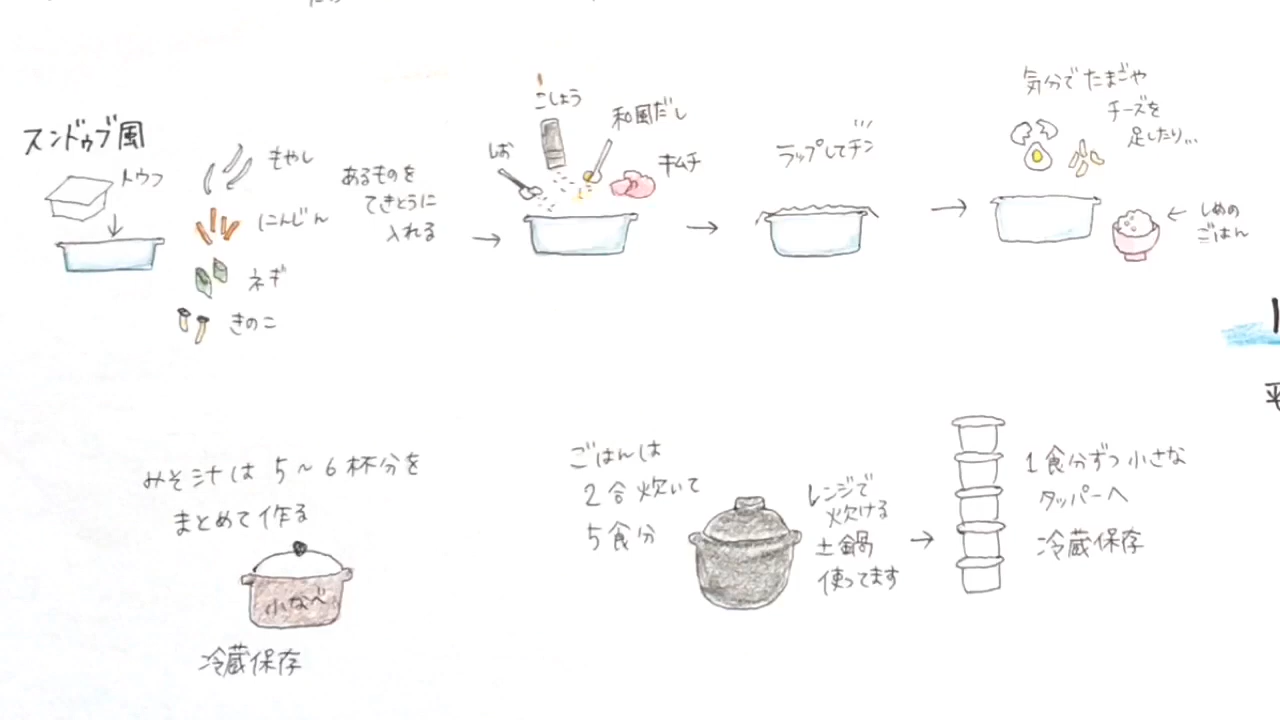 スンドゥブ風
トウフ
もやし
にんじん
ネギ
きのこ
あるものを
てきとうに
入れる
しお
こしょう
和風だし
キムチ
ラップしてチン
気分でたまごや
チーズを
足したり…
しめの
ごはん
みそ汁は 5~6杯分を
まとめて作る
小なべ
冷蔵保存
ごはんは
2合炊いて
5食分
レンジで
炊ける
土鍋
使ってます
1食分ずつ小さな
タッパーへ
冷蔵保存